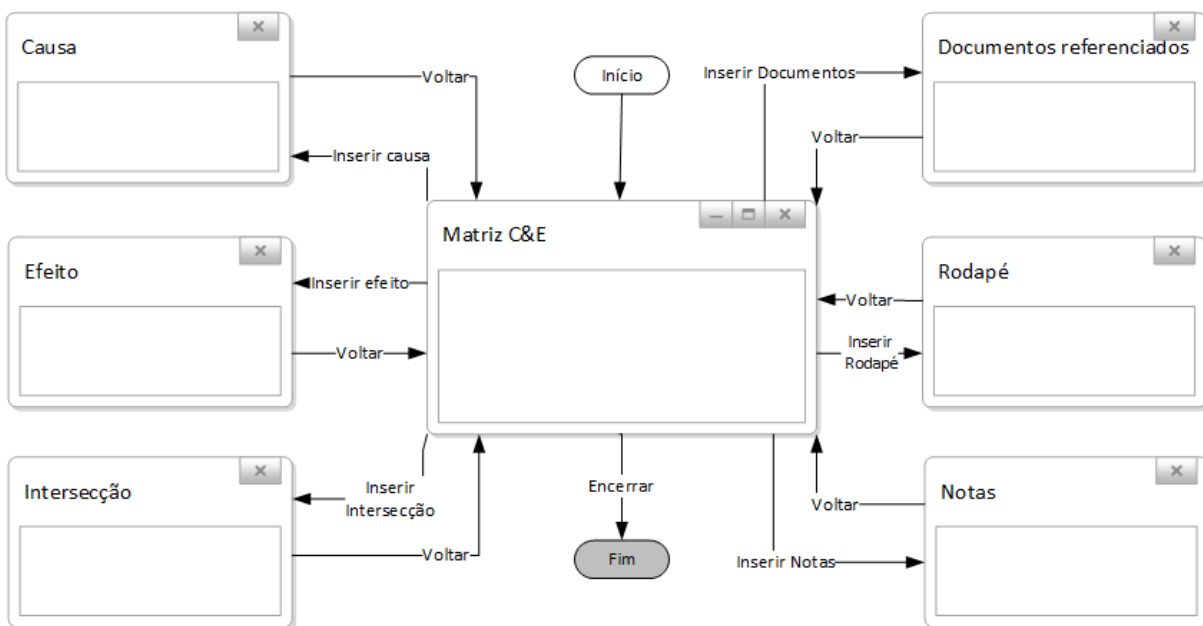 Causa
Voltar
Inserir causa
Início
Inserir Documentos
Documentos referenciados
Voltar
Matriz C&E
Efeito
Inserir efeito
Voltar
Rodapé
Voltar
Inserir
Rodapé
Intersecção
Inserir
Intersecção
Voltar
Encerrar
Fim
Notas
Voltar
Inserir Notas